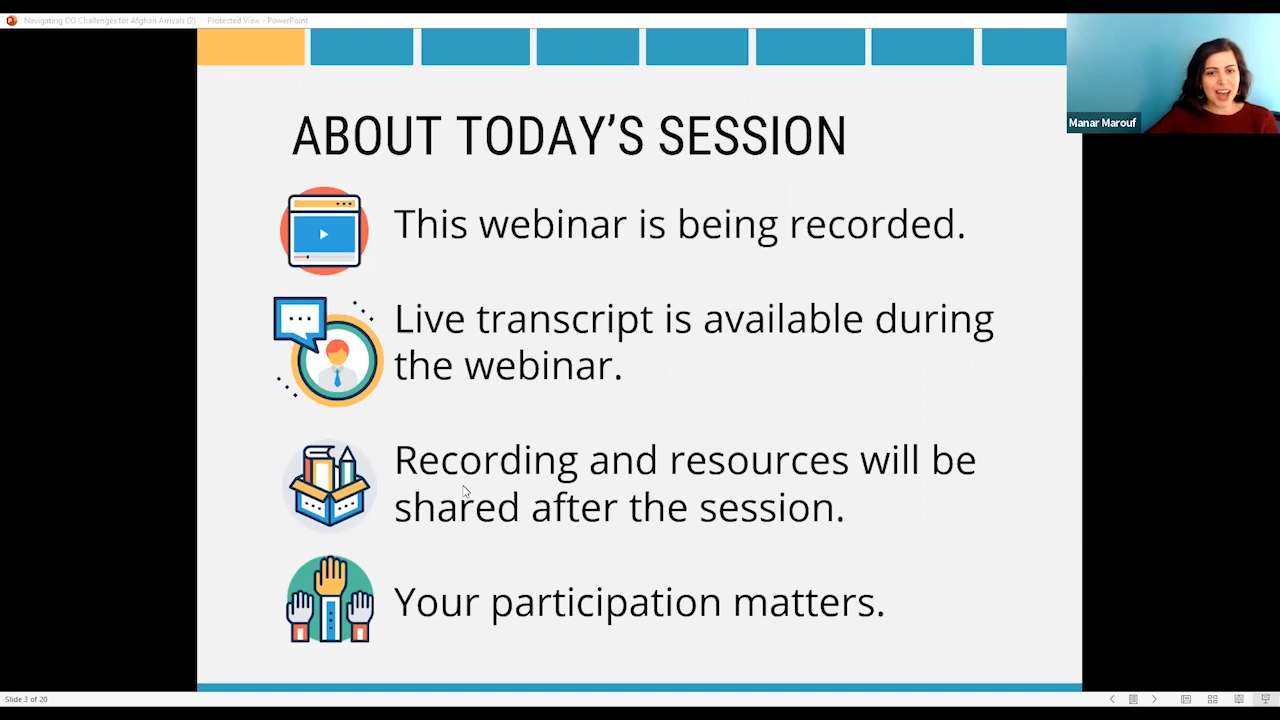 Navigating CO Challenges for Afghan Arrivals (2) - Protected View - PowerPoint
Manar Marouf
ABOUT TODAY'S SESSION
This webinar is being recorded.
Live transcript is available during
the webinar.
Recording and resources will be
shared after the session.
Your participation matters.
Slide 3 of 20